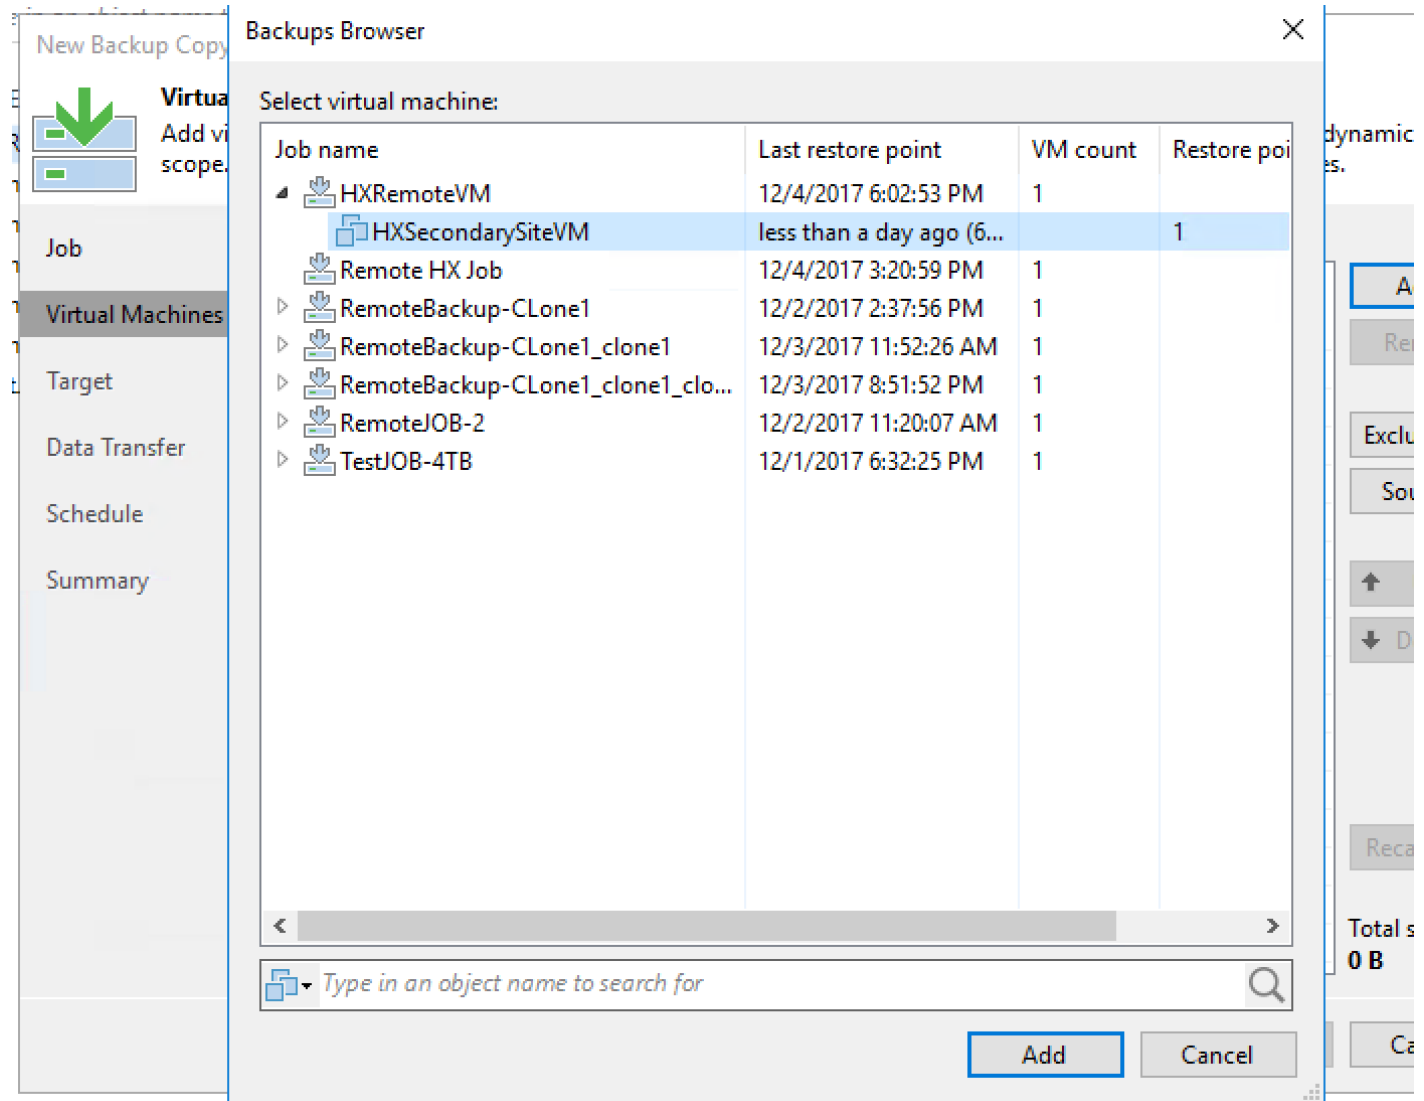 New Backup Copy
Backups Browser
Virtua
Add vi
scope.
Job
Virtual Machines
Target
Data Transfer
Schedule
Summary
Select virtual machine:
Job name Last restore point VM count Restore poi
HXRemoteVM 12/4/2017 6:02:53 PM 1
HXSecondarySiteVM less than a day ago (6... 1
Remote HX Job 12/4/2017 3:20:59 PM 1
RemoteBackup-CLone1 12/2/2017 2:37:56 PM 1
RemoteBackup-CLone1_clone1 12/3/2017 11:52:26 AM 1
RemoteBackup-CLone1_clone1_clo... 12/3/2017 8:51:52 PM 1
RemoteJOB-2 12/2/2017 11:20:07 AM 1
TestJOB-4TB 12/1/2017 6:32:25 PM 1
Type in an object name to search for
Add Cancel
dynamic
es.
A
Re
Exclu
Sou
D
Reca
Total s
0 B
Ca